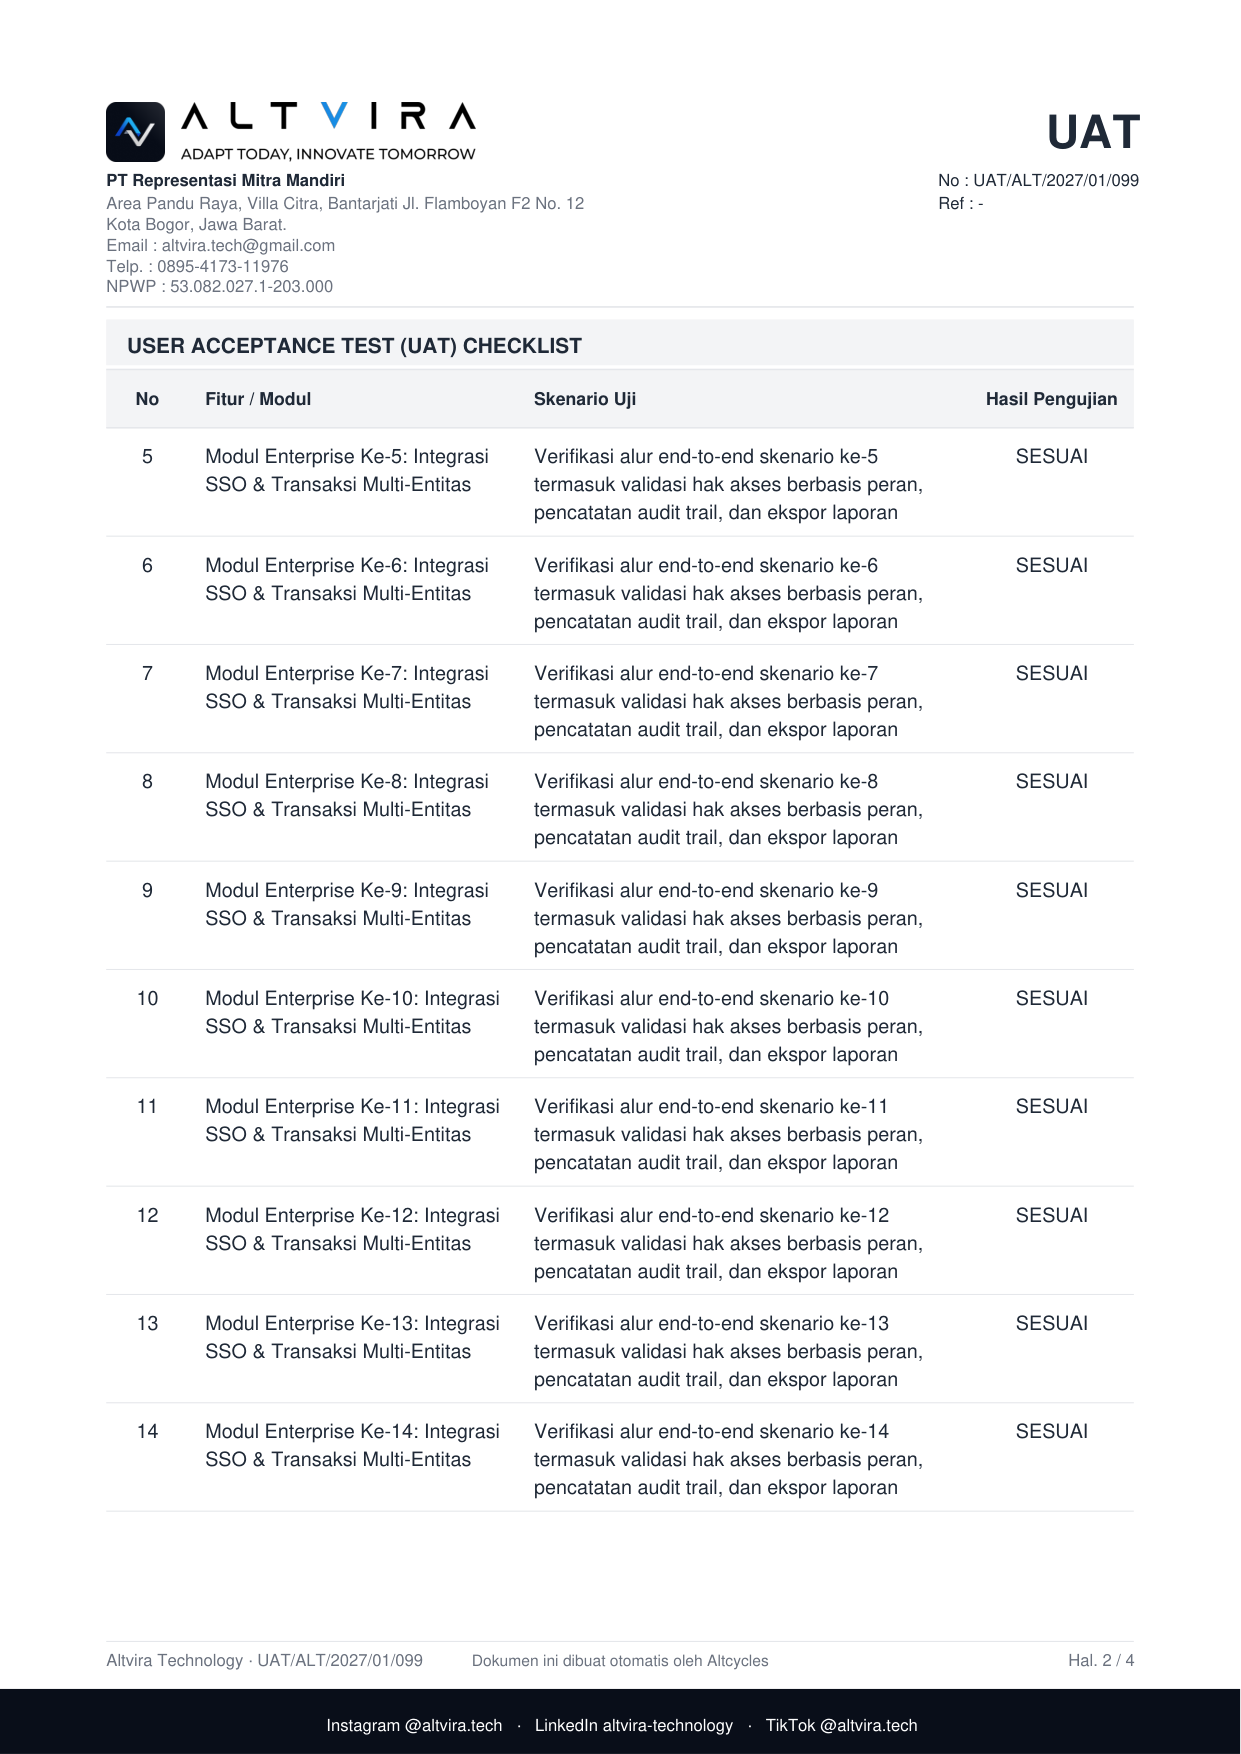 ALTVIRA
ADAPT TODAY, INNOVATE TOMORROW
UAT
PT Representasi Mitra Mandiri
Area Pandu Raya, Villa Citra, Bantarjati Jl. Flamboyan F2 No. 12
Kota Bogor, Jawa Barat.
Email : altvira.tech@gmail.com
Telp. : 0895-4173-11976
NPWP : 53.082.027.1-203.000
No : UAT/ALT/2027/01/099
Ref : -
USER ACCEPTANCE TEST (UAT) CHECKLIST
No Fitur / Modul Skenario Uji Hasil Pengujian
5 Modul Enterprise Ke-5: Integrasi Verifikasi alur end-to-end skenario ke-5 SESUAI
SSO & Transaksi Multi-Entitas termasuk validasi hak akses berbasis peran,
pencatatan audit trail, dan ekspor laporan
6 Modul Enterprise Ke-6: Integrasi Verifikasi alur end-to-end skenario ke-6 SESUAI
SSO & Transaksi Multi-Entitas termasuk validasi hak akses berbasis peran,
pencatatan audit trail, dan ekspor laporan
7 Modul Enterprise Ke-7: Integrasi Verifikasi alur end-to-end skenario ke-7 SESUAI
SSO & Transaksi Multi-Entitas termasuk validasi hak akses berbasis peran,
pencatatan audit trail, dan ekspor laporan
8 Modul Enterprise Ke-8: Integrasi Verifikasi alur end-to-end skenario ke-8 SESUAI
SSO & Transaksi Multi-Entitas termasuk validasi hak akses berbasis peran,
pencatatan audit trail, dan ekspor laporan
9 Modul Enterprise Ke-9: Integrasi Verifikasi alur end-to-end skenario ke-9 SESUAI
SSO & Transaksi Multi-Entitas termasuk validasi hak akses berbasis peran,
pencatatan audit trail, dan ekspor laporan
10 Modul Enterprise Ke-10: Integrasi Verifikasi alur end-to-end skenario ke-10 SESUAI
SSO & Transaksi Multi-Entitas termasuk validasi hak akses berbasis peran,
pencatatan audit trail, dan ekspor laporan
11 Modul Enterprise Ke-11: Integrasi Verifikasi alur end-to-end skenario ke-11 SESUAI
SSO & Transaksi Multi-Entitas termasuk validasi hak akses berbasis peran,
pencatatan audit trail, dan ekspor laporan
12 Modul Enterprise Ke-12: Integrasi Verifikasi alur end-to-end skenario ke-12 SESUAI
SSO & Transaksi Multi-Entitas termasuk validasi hak akses berbasis peran,
pencatatan audit trail, dan ekspor laporan
13 Modul Enterprise Ke-13: Integrasi Verifikasi alur end-to-end skenario ke-13 SESUAI
SSO & Transaksi Multi-Entitas termasuk validasi hak akses berbasis peran,
pencatatan audit trail, dan ekspor laporan
14 Modul Enterprise Ke-14: Integrasi Verifikasi alur end-to-end skenario ke-14 SESUAI
SSO & Transaksi Multi-Entitas termasuk validasi hak akses berbasis peran,
pencatatan audit trail, dan ekspor laporan
Altvira Technology · UAT/ALT/2027/01/099 Dokumen ini dibuat otomatis oleh Altcycles Hal. 2 / 4
Instagram @altvira.tech · LinkedIn altvira-technology · TikTok @altvira.tech